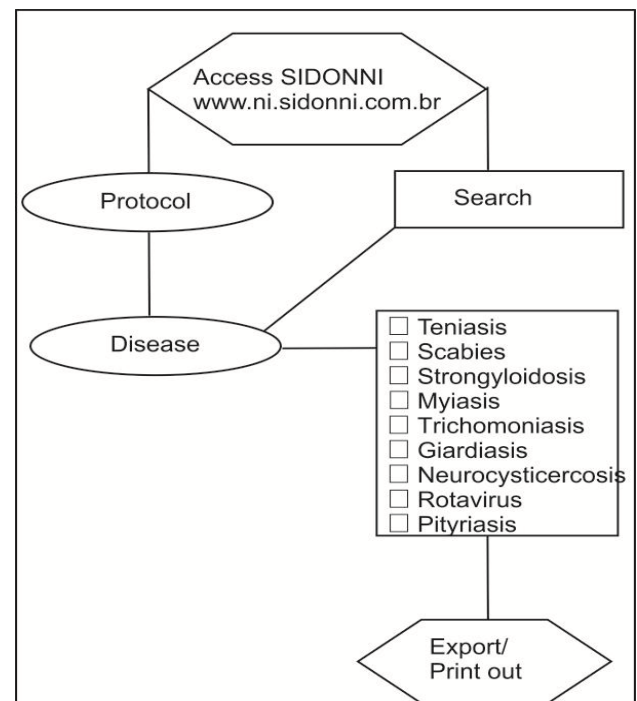 Access SIDONNI
www.ni.sidonni.com.br
Protocol
Search
Disease
Teniasis
Scabies
Strongyloidosis
Myiasis
Trichomoniasis
Giardiasis
Neurocysticercosis
Rotavirus
Pityriasis
Export/
Print out